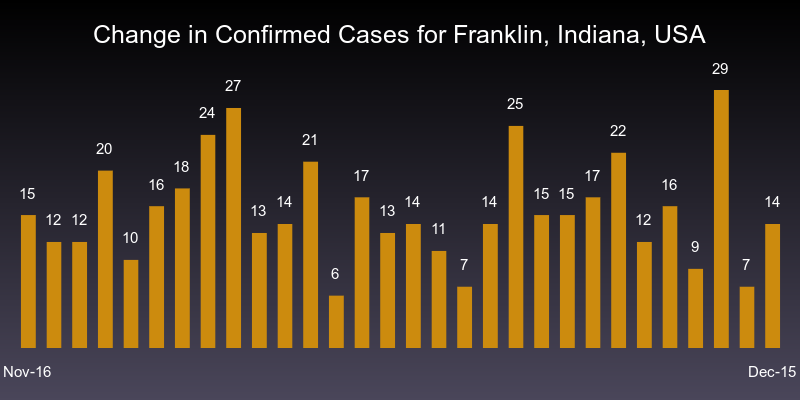 Change in Confirmed Cases for Franklin, Indiana, USA
15 12 12 20 10 16 18 24 27 13 14 21 6 17 13 14 11 7 14 25 15 15 17 22 12 16 9 29 7 14
Nov-16 Dec-15